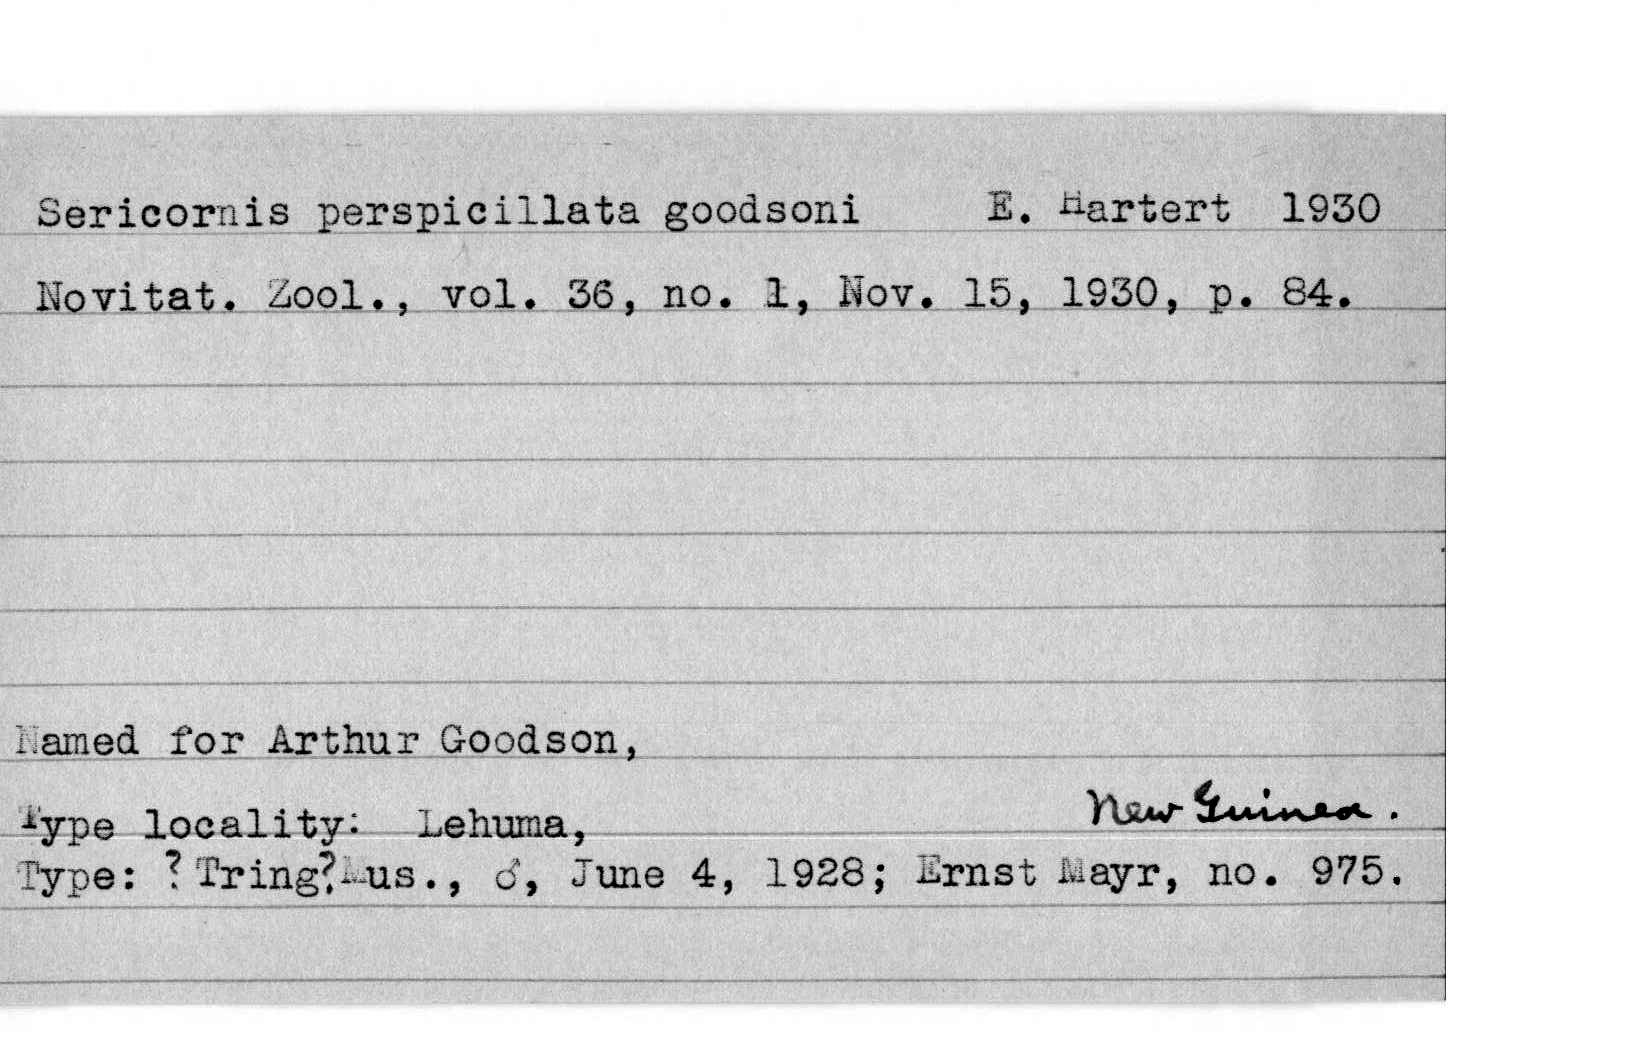 Sericornis perspicillata goodsoni E. Hartert 1930
Novitat. Zool., vol. 36, no. 1, Nov. 15, 1930, p. 84.
Named for Arthur Goodson,
Type locality: Lehuma, New Guinea.
Type: ?Tring?Mus., ♂, June 4, 1928; Ernst Mayr, no. 975.